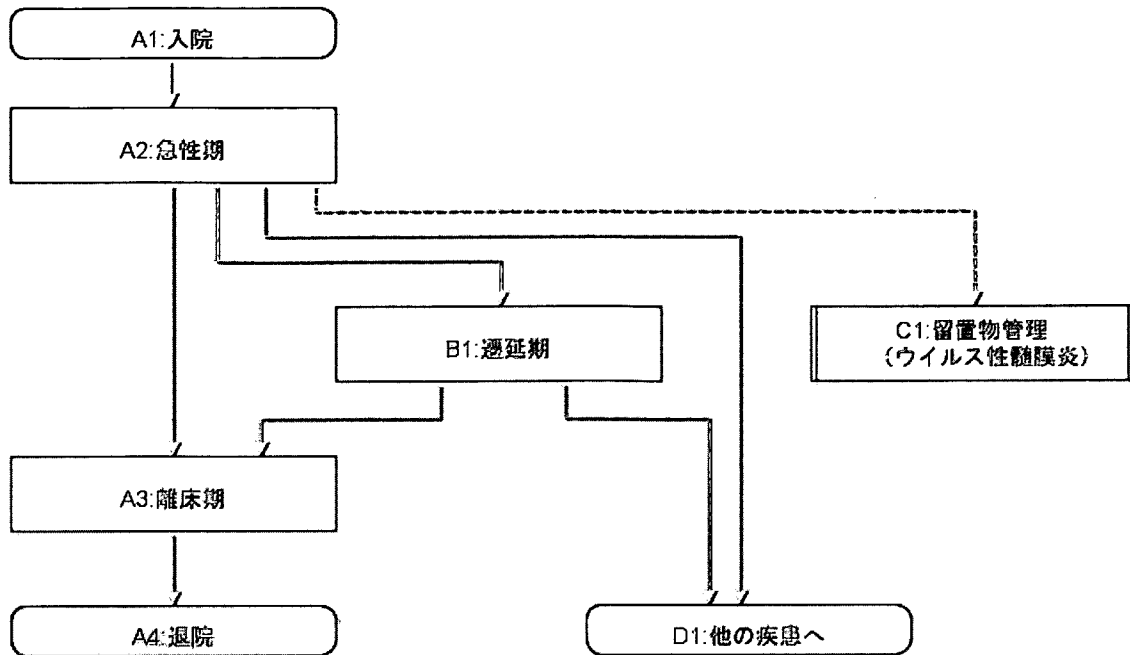 A1:入院
A2:急性期
B1:遷延期
C1:留置物管理
(ウイルス性髄膜炎)
A3:離床期
A4:退院
D1:他の疾患へ